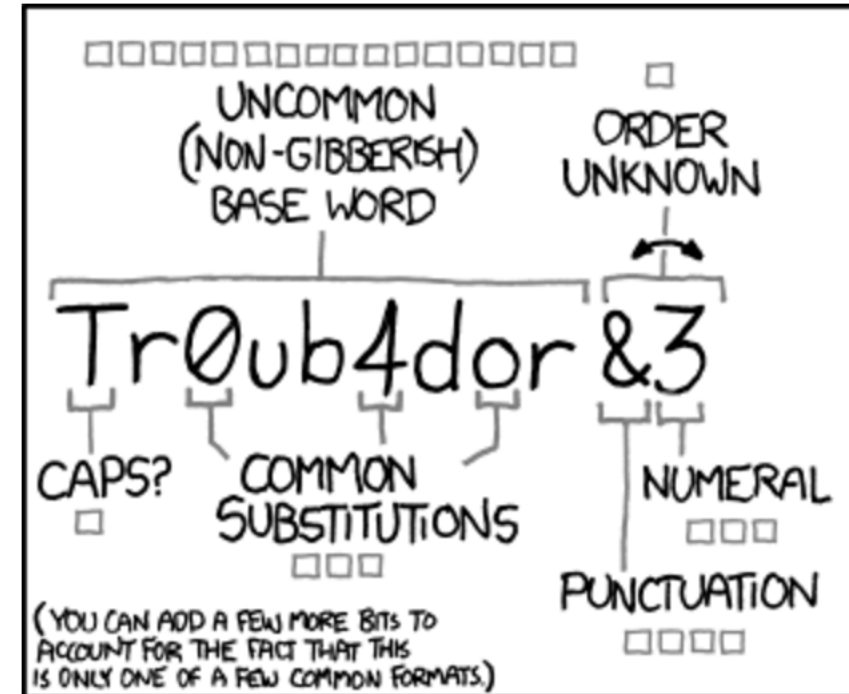 UNCOMMON
(NON-GIBBERISH)
BASE WORD
ORDER
UNKNOWN
Tr0ub4dor &3
CAPS?
COMMON
SUBSTITUTIONS
NUMERAL
PUNCTUATION
(YOU CAN ADD A FEW MORE BITS TO
ACCOUNT FOR THE FACT THAT THIS
IS ONLY ONE OF A FEW COMMON FORMATS.)